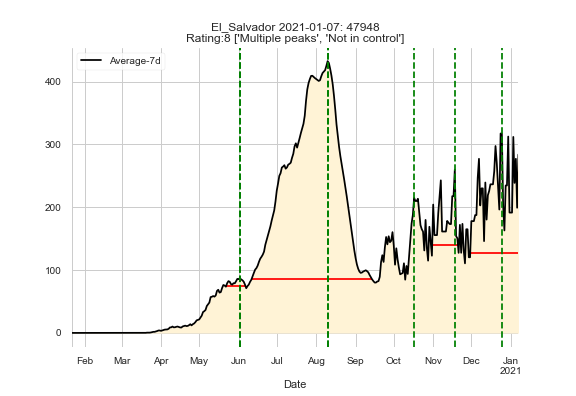 El_Salvador 2021-01-07: 47948
Rating:8 ['Multiple peaks', 'Not in control']
Average-7d
400
300
200
100
0
Feb Mar Apr May Jun Jul Aug Sep Oct Nov Dec Jan
2021
Date